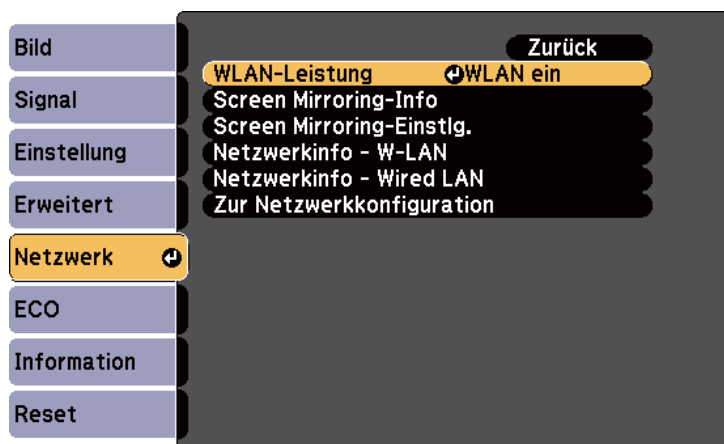 Bild
Signal
Einstellung
Erweitert
Netzwerk
ECO
Information
Reset
Zurück
WLAN-Leistung WLAN ein
Screen Mirroring-Info
Screen Mirroring-Einstlg.
Netzwerkinfo - W-LAN
Netzwerkinfo - Wired LAN
Zur Netzwerkkonfiguration